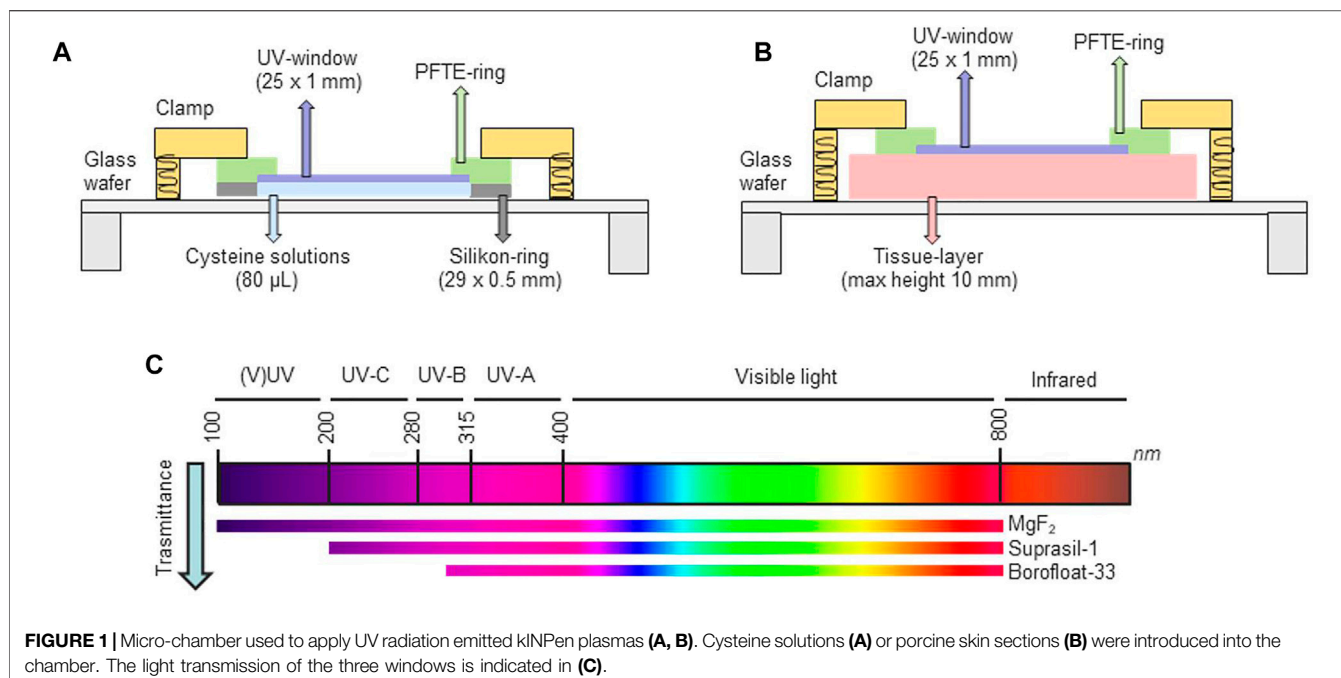 A
UV-window
(25 x 1 mm)
PFTE-ring
Clamp
Glass
wafer
Cysteine solutions
(80 µL)
Silikon-ring
(29 x 0.5 mm)
B
UV-window
(25 x 1 mm)
PFTE-ring
Clamp
Glass
wafer
Tissue-layer
(max height 10 mm)
C
(V)UV
UV-C
UV-B
UV-A
Visible light
Infrared
100
200
280
315
400
800
nm
Trasmittance
MgF₂
Suprasil-1
Borofloat-33
FIGURE 1 | Micro-chamber used to apply UV radiation emitted kINPen plasmas (A, B). Cysteine solutions (A) or porcine skin sections (B) were introduced into the
chamber. The light transmission of the three windows is indicated in (C).